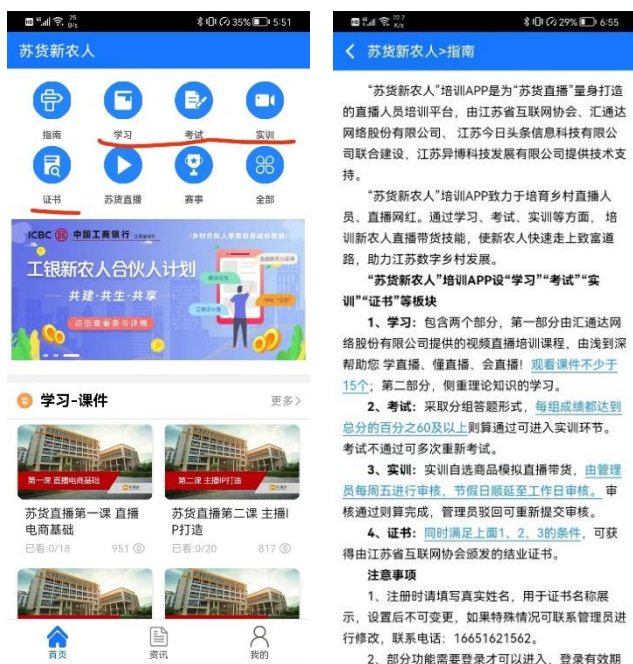 25
B/s
35%
5:51
苏货新农人
指南
学习
考试
实训
证书
苏货直播
赛事
全部
ICBC 中国工商银行
工银新农人合伙人计划
共建·共生·共享
点击查看参与详情
学习-课件
更多>
第一课 直播电商基础
第二课 主播IP打造
苏货直播第一课 直播
电商基础
已看:0/18
951
苏货直播第二课 主播I
P打造
已看:0/20
817
首页
资讯
我的
22.7
K/s
29%
6:55
苏货新农人>指南
“苏货新农人”培训APP是为“苏货直播”量身打造
的直播人员培训平台，由江苏省互联网协会、汇通达
网络股份有限公司、 江苏今日头条信息科技有限公
司联合建设，江苏异博科技发展有限公司提供技术支
持。
“苏货新农人”培训APP致力于培育乡村直播人
员、直播网红。通过学习、考试、实训等方面， 培
训新农人直播带货技能，使新农人快速走上致富道
路，助力江苏数字乡村发展。
“苏货新农人”培训APP设“学习”“考试”“实
训”“证书”等板块
1、学习：包含两个部分，第一部分由汇通达网
络股份有限公司提供的视频直播培训课程，由浅到深
帮助您 学直播、懂直播、会直播！观看课件不少于
15个；第二部分，侧重理论知识的学习。
2、考试：采取分组答题形式，每组成绩都达到
总分的百分之60及以上则算通过可进入实训环节。
考试不通过可多次重新考试。
3、实训：实训自选商品模拟直播带货，由管理
员每周五进行审核，节假日顺延至工作日审核。 审
核通过则算完成，管理员驳回可重新提交审核。
4、证书：同时满足上面1、2、3的条件，可获
得由江苏省互联网协会颁发的结业证书。
注意事项
1、注册时请填写真实姓名，用于证书名称展
示，设置后不可变更，如果特殊情况可联系管理员进
行修改，联系电话：16651621562。
2、部分功能需要登录才可以进入，登录有效期